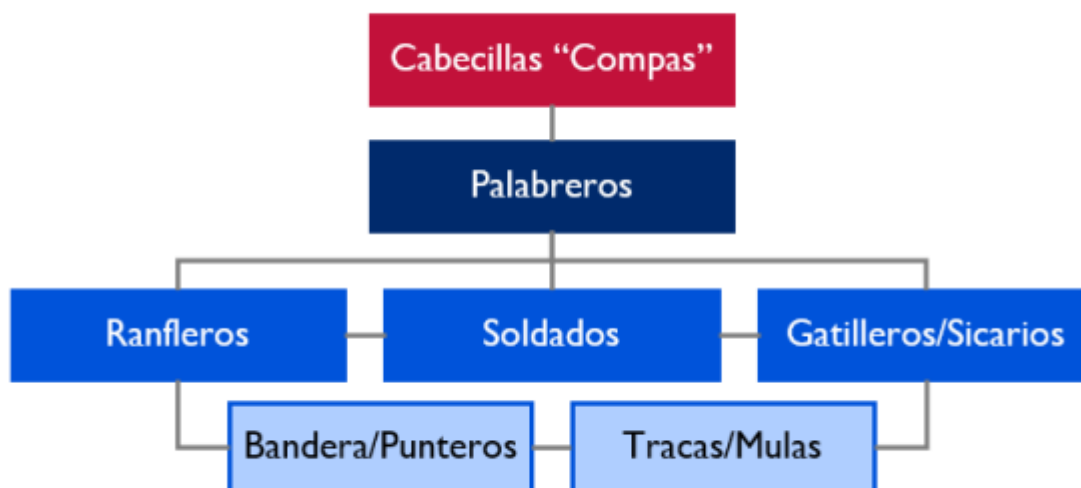 Cabecillas “Compas”
Palabreros
Ranfleros
Soldados
Gatilleros/Sicarios
Bandera/Punteros
Tracas/Mulas